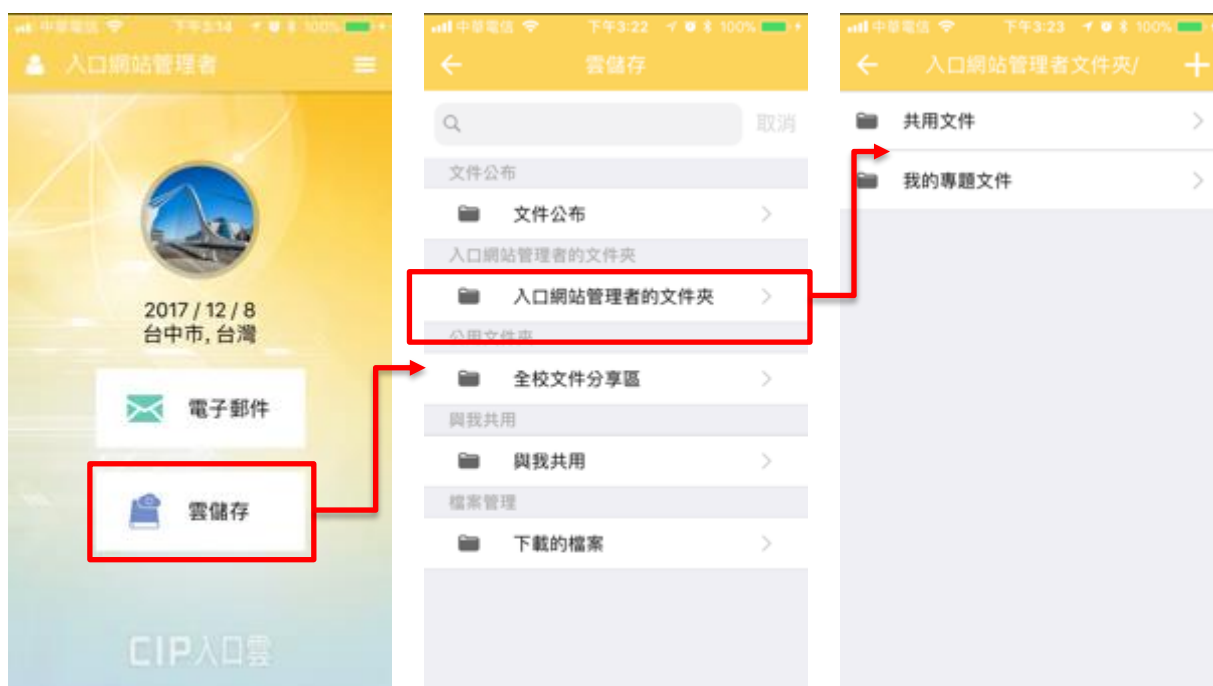 中華電信 下午5:14 100%
入口網站管理者
2017 / 12 / 8
台中市, 台灣
電子郵件
雲儲存
CIP入口雲
中華電信 下午3:22 100%
雲儲存
取消
文件公布
文件公布
入口網站管理者的文件夾
入口網站管理者的文件夾
公用文件夾
全校文件分享區
與我共用
與我共用
檔案管理
下載的檔案
中華電信 下午3:23 100%
入口網站管理者文件夾/
共用文件
我的專題文件